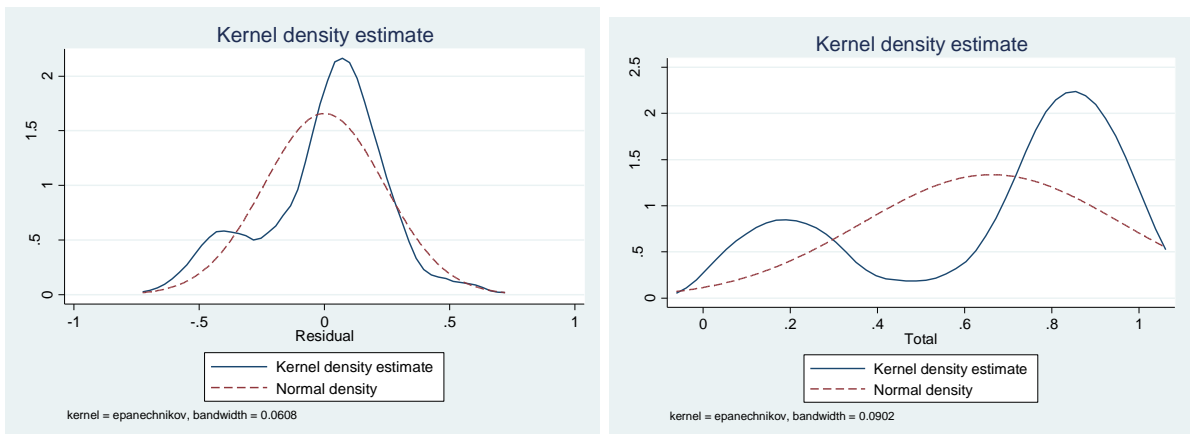 Kernel density estimate
2
1.5
1
.5
0
-1
-.5
0
.5
1
Residual
Kernel density estimate
Normal density
kernel = epanechnikov, bandwidth = 0.0608
Kernel density estimate
2.5
2
1.5
1
.5
0
0
.2
.4
.6
.8
1
Total
Kernel density estimate
Normal density
kernel = epanechnikov, bandwidth = 0.0902